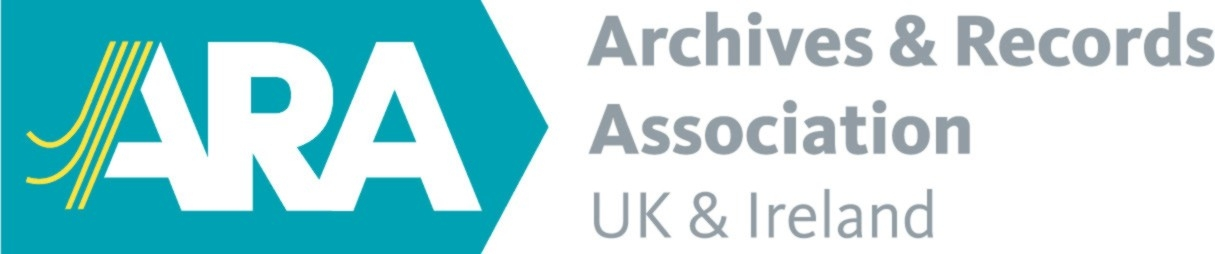 ARA
Archives & Records
Association
UK & Ireland